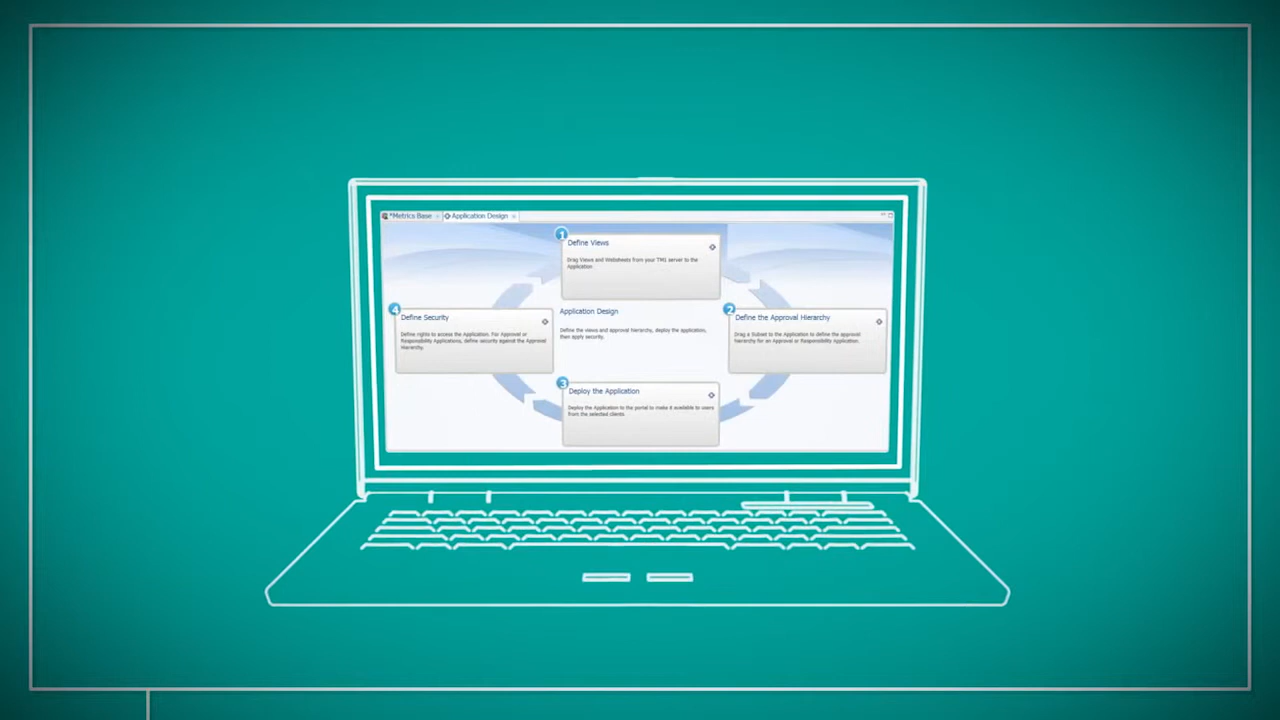 *Metrics Base
Application Design
1
Define Views
Drag Views and Websheets from your TM1 server to the
Application
4
Define Security
Define rights to access the Application. For Approval or
Responsibility Applications, define security against the Approval
Hierarchy.
Application Design
Define the views and approval hierarchy, deploy the application,
then apply security.
2
Define the Approval Hierarchy
Drag a Subset to the Application to define the approval
hierarchy for an Approval or Responsibility Application.
3
Deploy the Application
Deploy the Application to the portal to make it available to users
from the selected clients